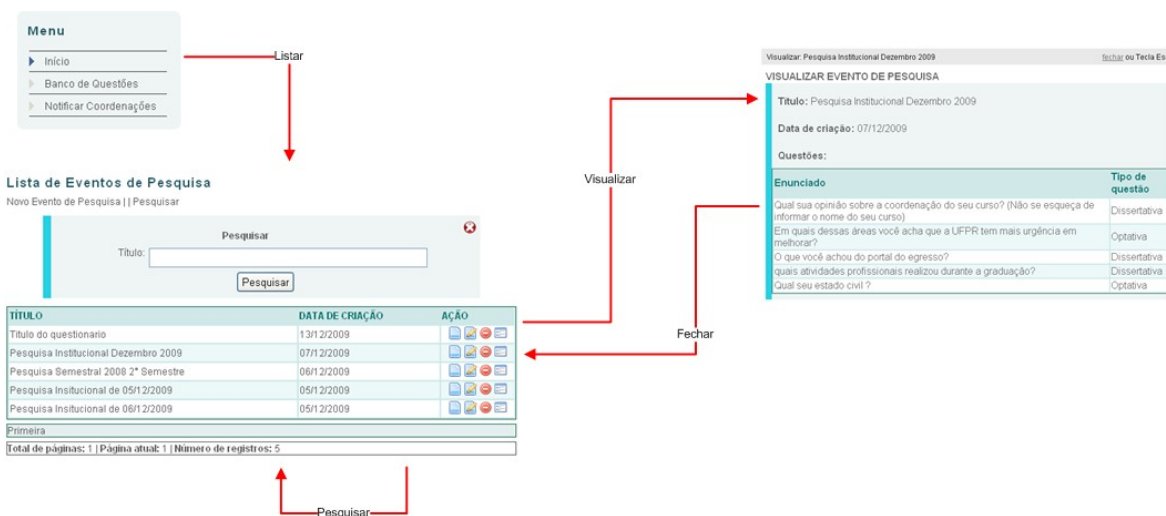 Menu
Início
Banco de Questões
Notificar Coordenações
Listar
Lista de Eventos de Pesquisa
Novo Evento de Pesquisa | | Pesquisar
Pesquisar
Título:
Pesquisar
TÍTULO DATA DE CRIAÇÃO AÇÃO
Titulo do questionario 13/12/2009
Pesquisa Institucional Dezembro 2009 07/12/2009
Pesquisa Semestral 2008 2° Semestre 06/12/2009
Pesquisa Insitucional de 05/12/2009 05/12/2009
Pesquisa Insitucional de 06/12/2009 05/12/2009
Primeira
Total de páginas: 1 | Página atual: 1 | Número de registros: 5
Pesquisar
Visualizar
Fechar
Visualizar: Pesquisa Institucional Dezembro 2009 fechar ou Tecla Es
VISUALIZAR EVENTO DE PESQUISA
Título: Pesquisa Institucional Dezembro 2009
Data de criação: 07/12/2009
Questões:
Enunciado Tipo de
questão
Qual sua opinião sobre a coordenação do seu curso? (Não se esqueça de
informar o nome do seu curso) Dissertativa
Em quais dessas áreas você acha que a UFPR tem mais urgência em
melhorar? Optativa
O que você achou do portal do egresso? Dissertativa
quais atividades profissionais realizou durante a graduação? Dissertativa
Qual seu estado civil ? Optativa